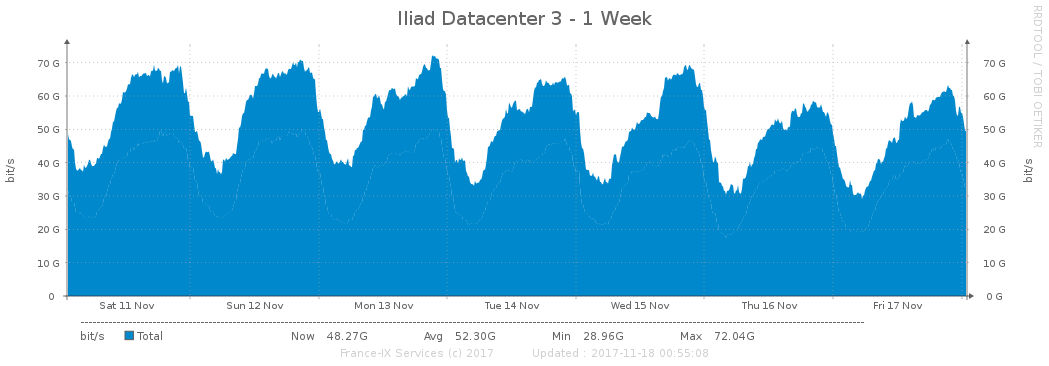 Iliad Datacenter 3 - 1 Week
RRDTOOL / TOBI OETIKER
bit/s
bit/s
70 G 70 G
60 G 60 G
50 G 50 G
40 G 40 G
30 G 30 G
20 G 20 G
10 G 10 G
0 0 G
Sat 11 Nov Sun 12 Nov Mon 13 Nov Tue 14 Nov Wed 15 Nov Thu 16 Nov Fri 17 Nov
bit/s Total Now 48.27G Avg 52.30G Min 28.96G Max 72.04G
France-IX Services (c) 2017 Updated : 2017-11-18 00:55:08